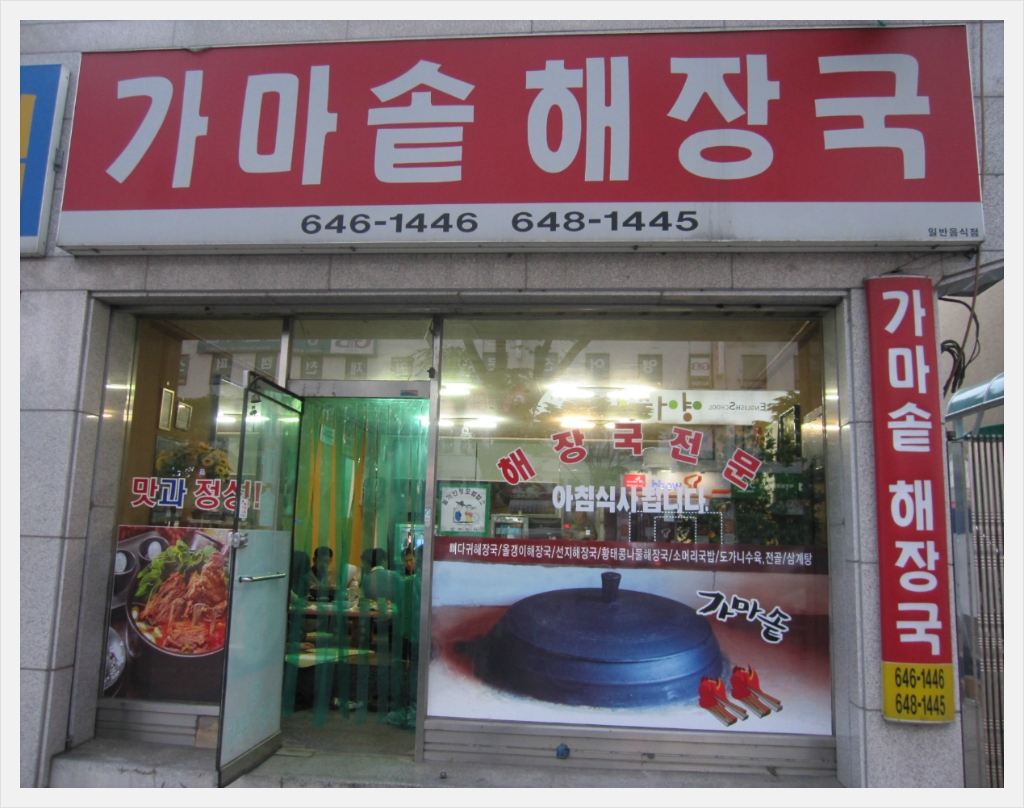 가마솥해장국
646-1446 648-1445
일반음식점
가마솥 해장국
646-1446
648-1445
영어
ENGLISHSCHOOL
해장국전문
아침식사됩니다.
맛과 정성!
뼈다귀해장국/올갱이해장국/선지해장국/황태콩나물해장국/소머리국밥/도가니수육,전골/삼계탕
가마솥